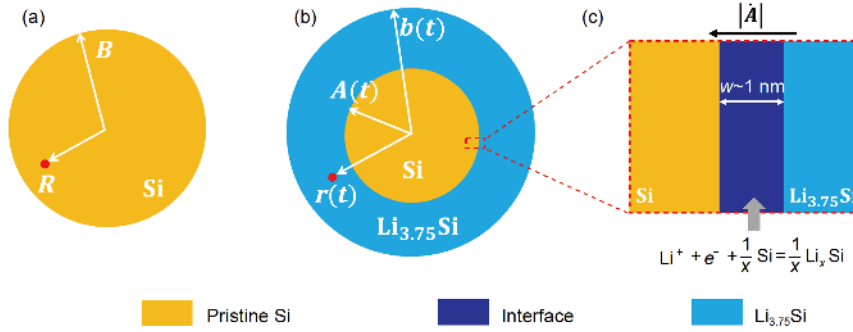 (a)
B
R
Si
(b)
b(t)
A(t)
Si
r(t)
Li₃.₇₅Si
(c)
|Ȧ|
w~1 nm
Si
Li₃.₇₅Si
Li⁺ + e⁻ + 1/x Si = 1/x LiₓSi
Pristine Si
Interface
Li₃.₇₅Si